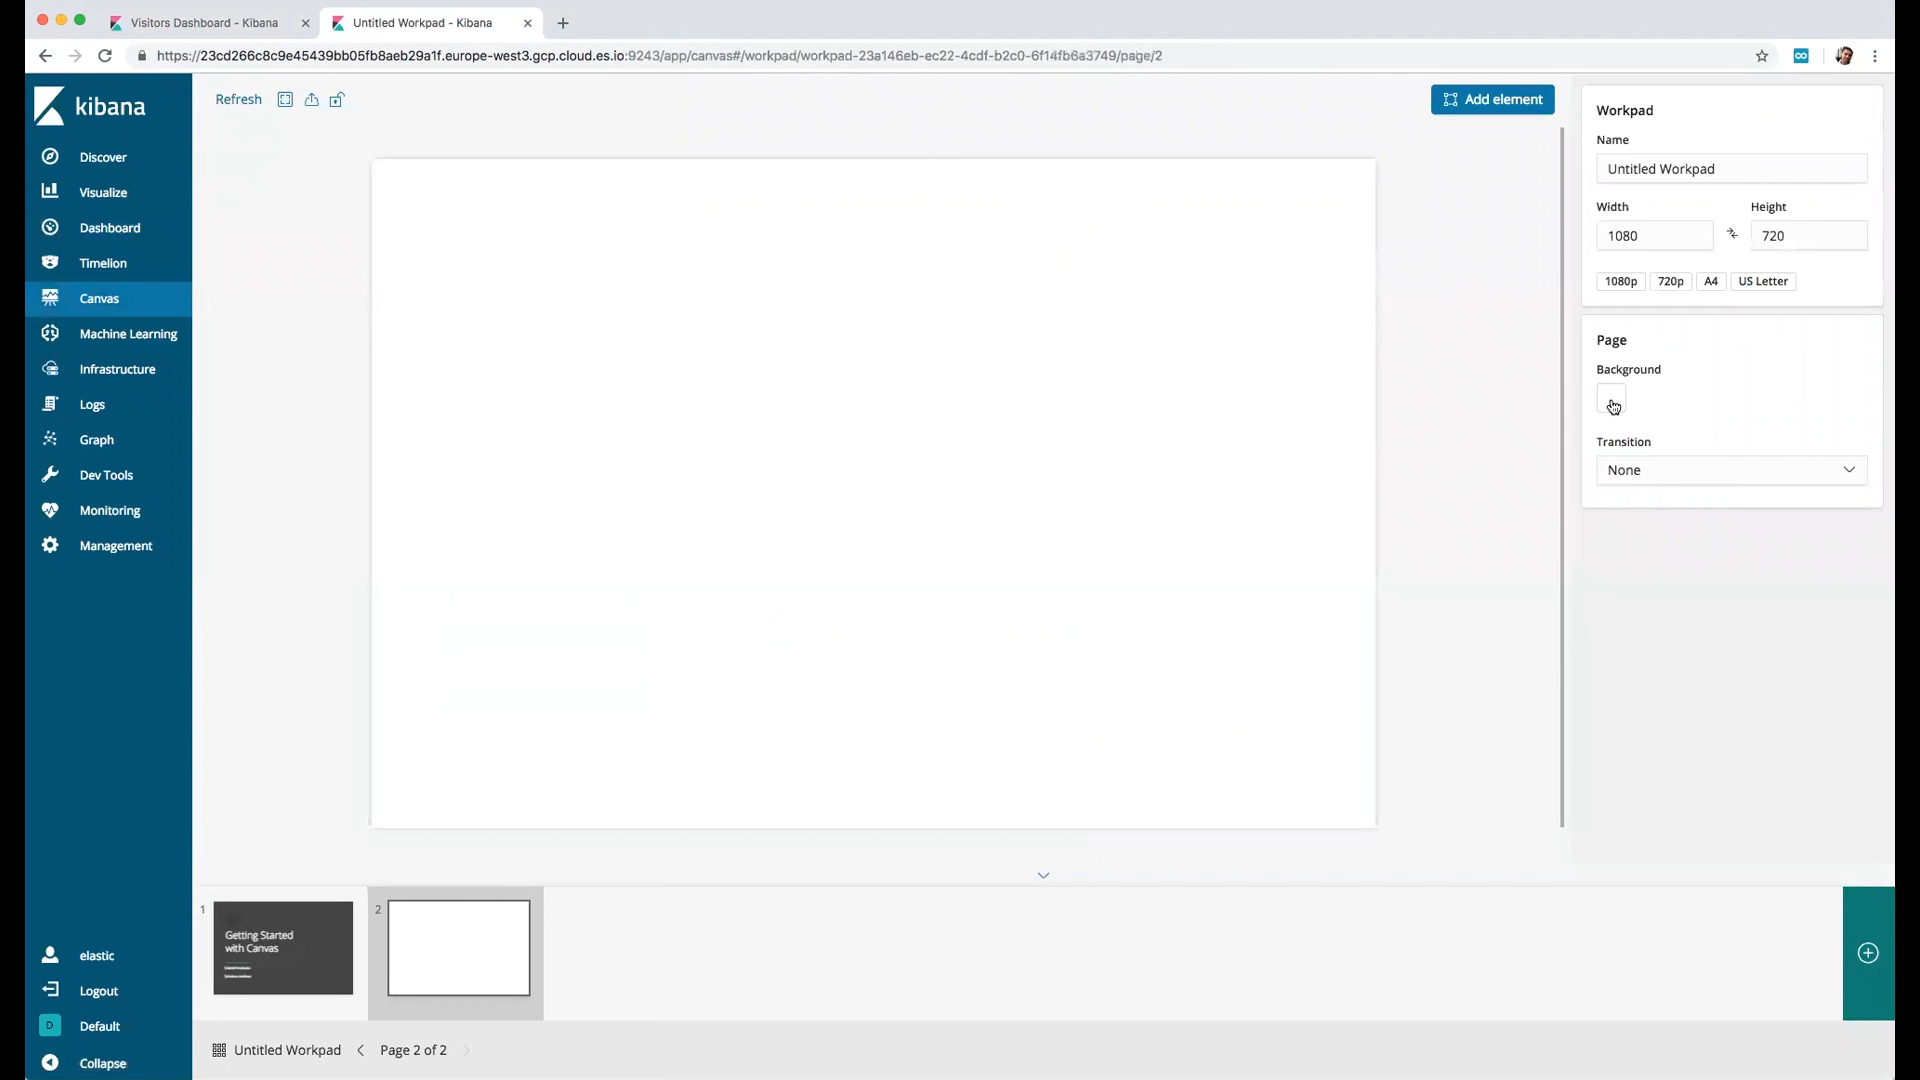 Visitors Dashboard - Kibana
Untitled Workpad - Kibana
https://23cd266c8c9e45439bb05fb8aeb29a1f.europe-west3.gcp.cloud.es.io:9243/app/canvas#/workpad/workpad-23a146eb-ec22-4cdf-b2c0-6f14fb6a3749/page/2
kibana
Discover
Visualize
Dashboard
Timelion
Canvas
Machine Learning
Infrastructure
Logs
Graph
Dev Tools
Monitoring
Management
elastic
Logout
D Default
Collapse
Refresh
Add element
Workpad
Name
Untitled Workpad
Width Height
1080 720
1080p 720p A4 US Letter
Page
Background
Transition
None
1
Getting Started
with Canvas
2
Untitled Workpad Page 2 of 2